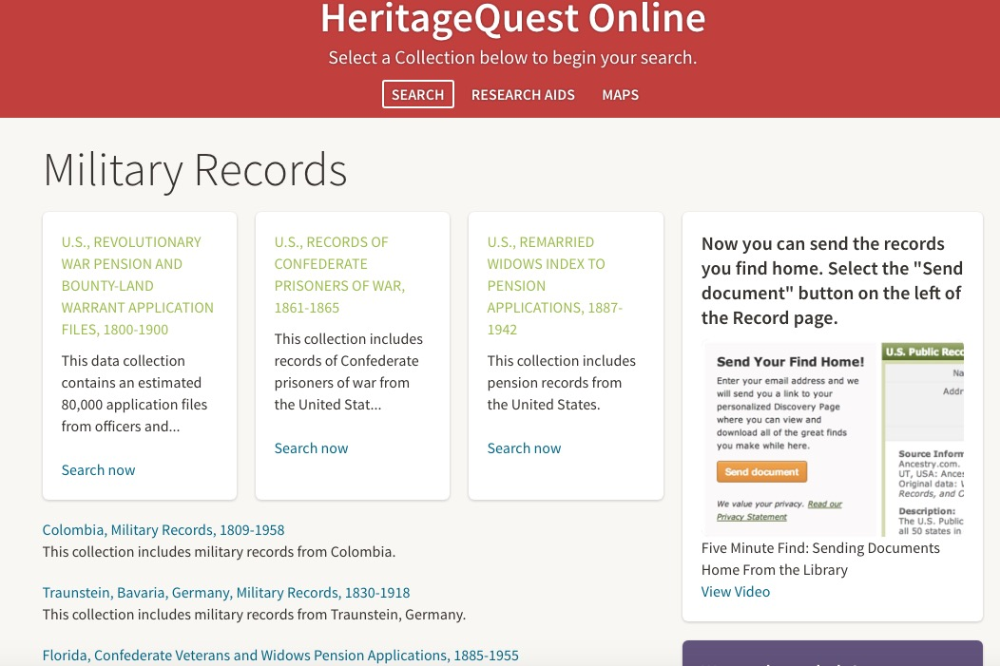 HeritageQuest Online
Select a Collection below to begin your search.
SEARCH RESEARCH AIDS MAPS
Military Records
U.S., REVOLUTIONARY
WAR PENSION AND
BOUNTY-LAND
WARRANT APPLICATION
FILES, 1800-1900
This data collection
contains an estimated
80,000 application files
from officers and...
Search now
U.S., RECORDS OF
CONFEDERATE
PRISONERS OF WAR,
1861-1865
This collection includes
records of Confederate
prisoners of war from
the United Stat...
Search now
U.S., REMARRIED
WIDOWS INDEX TO
PENSION
APPLICATIONS, 1887-
1942
This collection includes
pension records from
the United States.
Search now
Colombia, Military Records, 1809-1958
This collection includes military records from Colombia.
Traunstein, Bavaria, Germany, Military Records, 1830-1918
This collection includes military records from Traunstein, Germany.
Florida, Confederate Veterans and Widows Pension Applications, 1885-1955
Now you can send the records
you find home. Select the "Send
document" button on the left of
the Record page.
Send Your Find Home!
Enter your email address and we
will send you a link to your
personalized Discovery Page
where you can view and
download all of the great finds
you make while here.
Send document
We value your privacy. Read our
Privacy Statement
U.S. Public Reco
Na
Addr
Source Inform
Ancestry.com.
UT, USA: Ances
Original data:
Records, and O
Description:
The U.S. Public
all 50 states in
Five Minute Find: Sending Documents
Home From the Library
View Video